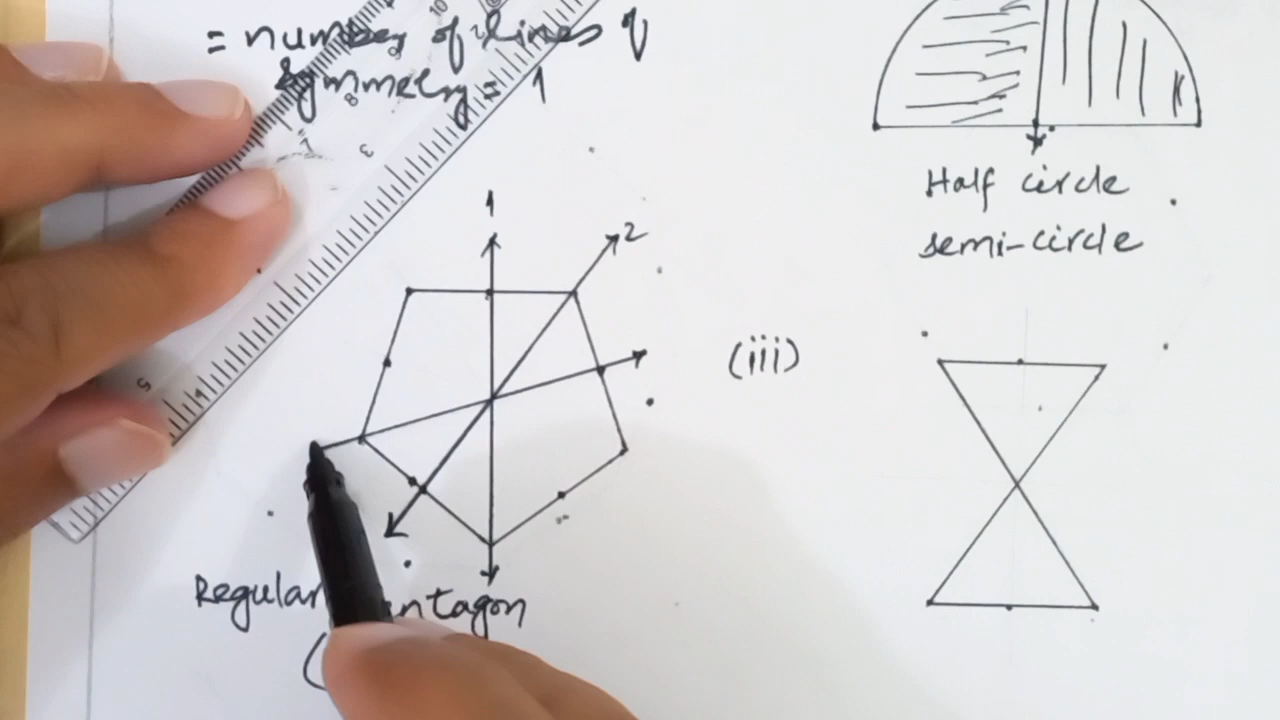 = number of lines of
symmetry = 1
Half circle
semi-circle
1
2
(iii)
Regular
(